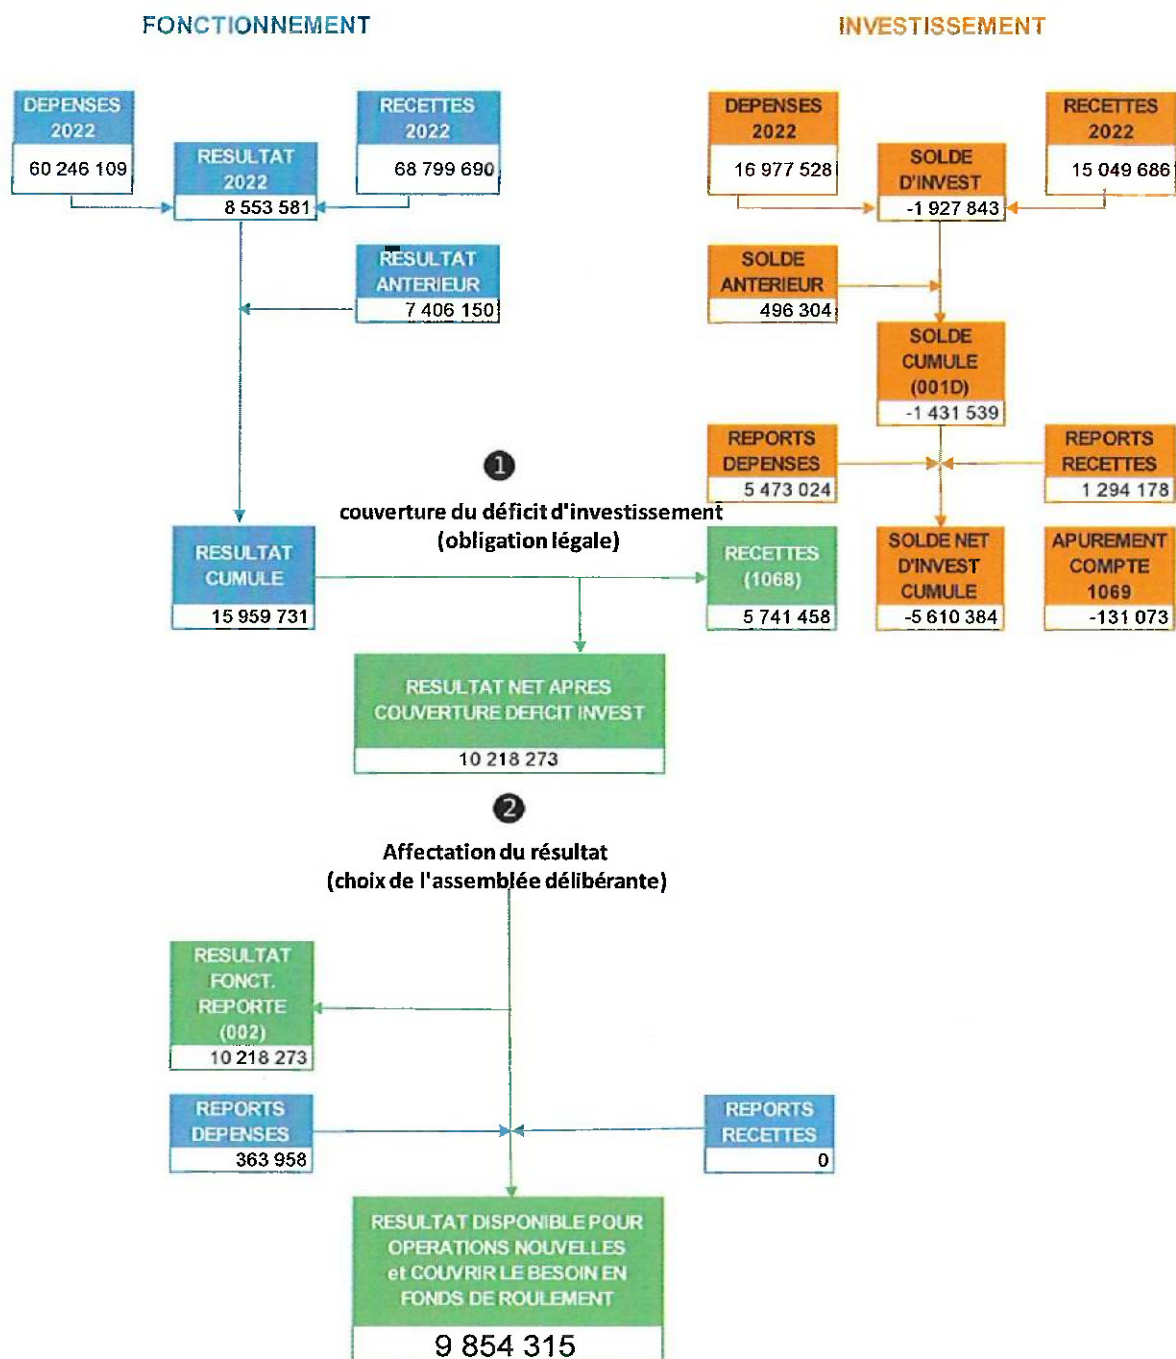 FONCTIONNEMENT
INVESTISSEMENT
DEPENSES
2022
60 246 109
RESULTAT
2022
8 553 581
RECETTES
2022
68 799 690
DEPENSES
2022
16 977 528
SOLDE
D'INVEST
-1 927 843
RECETTES
2022
15 049 686
RESULTAT
ANTERIEUR
7 406 150
SOLDE
ANTERIEUR
496 304
SOLDE
CUMULE
(001D)
-1 431 539
REPORTS
DEPENSES
5 473 024
REPORTS
RECETTES
1 294 178
1
couverture du déficit d'investissement
(obligation légale)
RESULTAT
CUMULE
15 959 731
RECETTES
(1068)
5 741 458
SOLDE NET
D'INVEST
CUMULE
-5 610 384
APUREMENT
COMPTE
1069
-131 073
RESULTAT NET APRES
COUVERTURE DEFICIT INVEST
10 218 273
2
Affectation du résultat
(choix de l'assemblée délibérante)
RESULTAT
FONCT.
REPORTE
(002)
10 218 273
REPORTS
DEPENSES
363 958
REPORTS
RECETTES
0
RESULTAT DISPONIBLE POUR
OPERATIONS NOUVELLES
et COUVRIR LE BESOIN EN
FONDS DE ROULEMENT
9 854 315